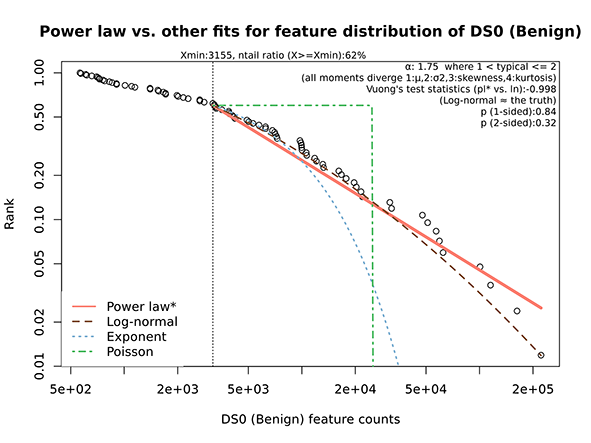 Power law vs. other fits for feature distribution of DS0 (Benign)
Xmin:3155, ntail ratio (X>=Xmin):62%
α: 1.75 where 1 < typical <= 2
(all moments diverge 1:μ,2:σ2,3:skewness,4:kurtosis)
Vuong's test statistics (pl* vs. ln):-0.998
(Log-normal ≈ the truth)
p (1-sided):0.84
p (2-sided):0.32
Rank
1.00
0.50
0.20
0.10
0.05
0.02
0.01
Power law*
Log-normal
Exponent
Poisson
5e+02 2e+03 5e+03 2e+04 5e+04 2e+05
DS0 (Benign) feature counts